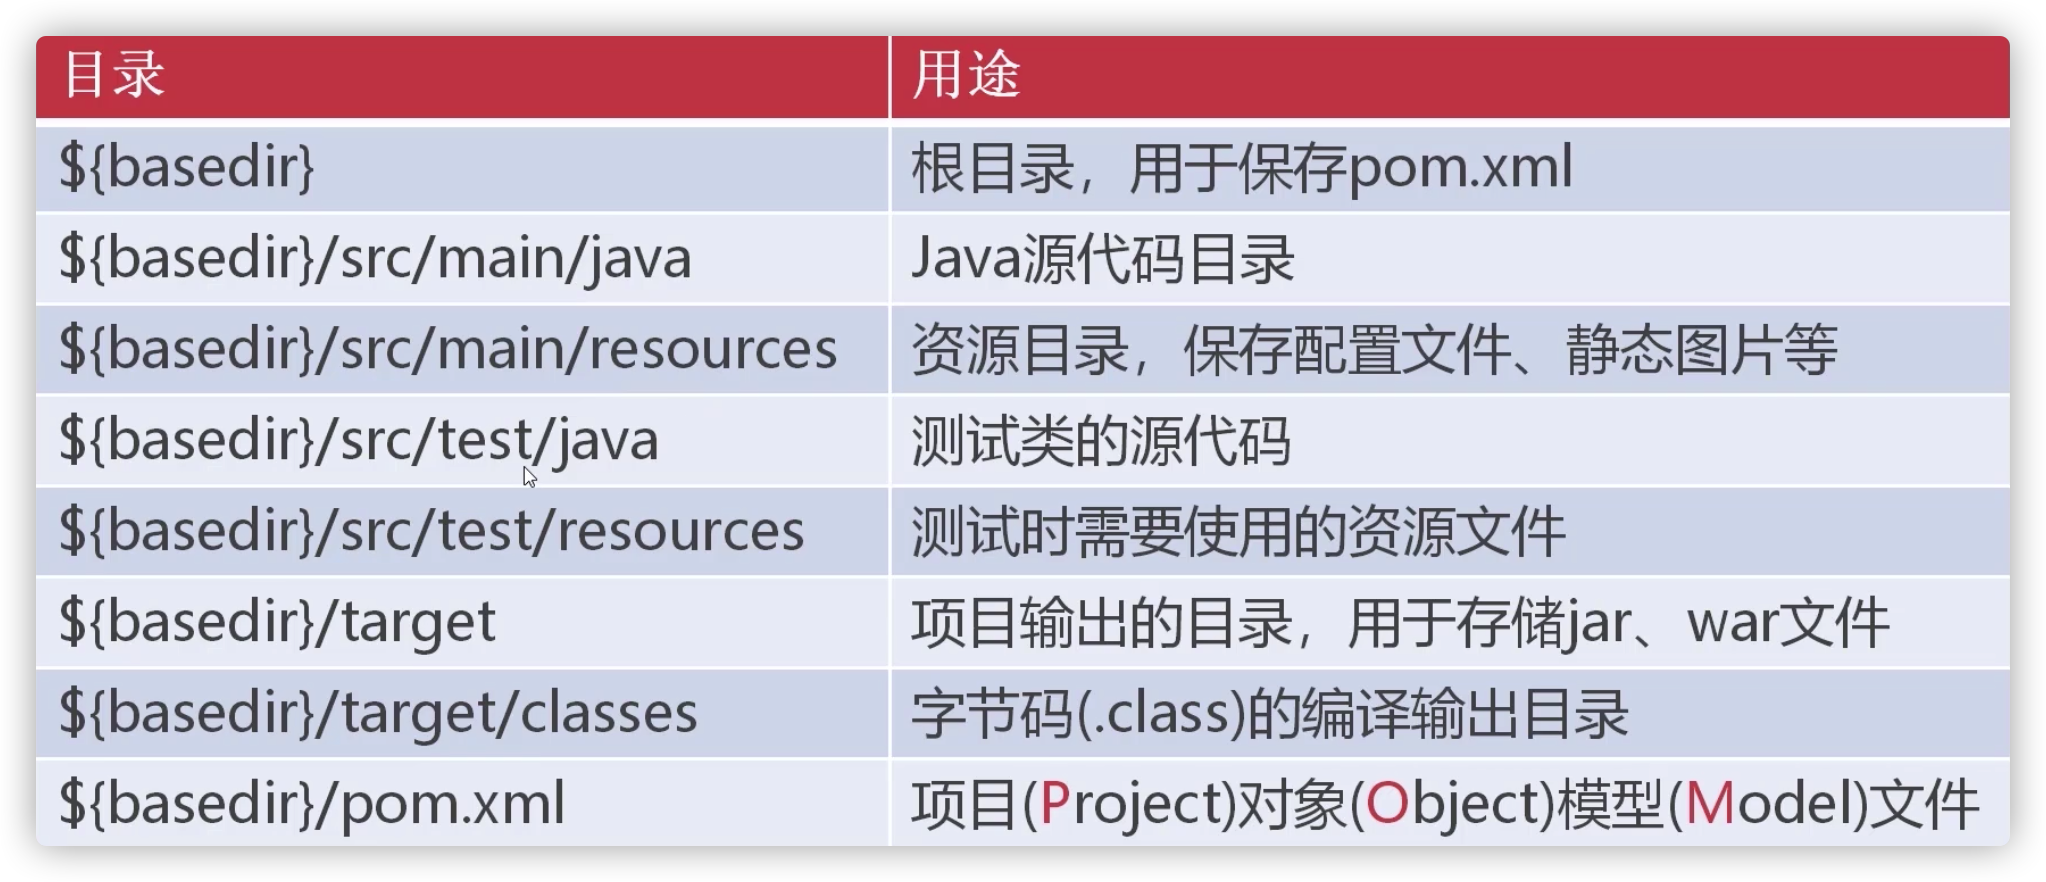 目录 用途
${basedir} 根目录，用于保存pom.xml
${basedir}/src/main/java Java源代码目录
${basedir}/src/main/resources 资源目录，保存配置文件、静态图片等
${basedir}/src/test/java 测试类的源代码
${basedir}/src/test/resources 测试时需要使用的资源文件
${basedir}/target 项目输出的目录，用于存储jar、war文件
${basedir}/target/classes 字节码(.class)的编译输出目录
${basedir}/pom.xml 项目(Project)对象(Object)模型(Model)文件